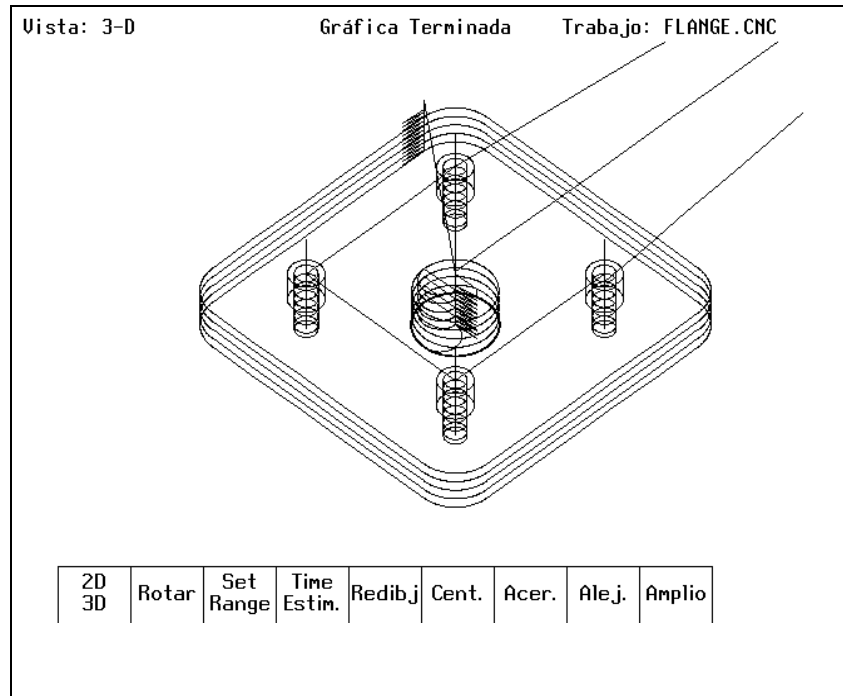 Vista: 3-D Gráfica Terminada Trabajo: FLANGE.CNC
2D Set Time
Rotar Redibj Cent. Acer. Alej. Amplio
3D Range Estim.